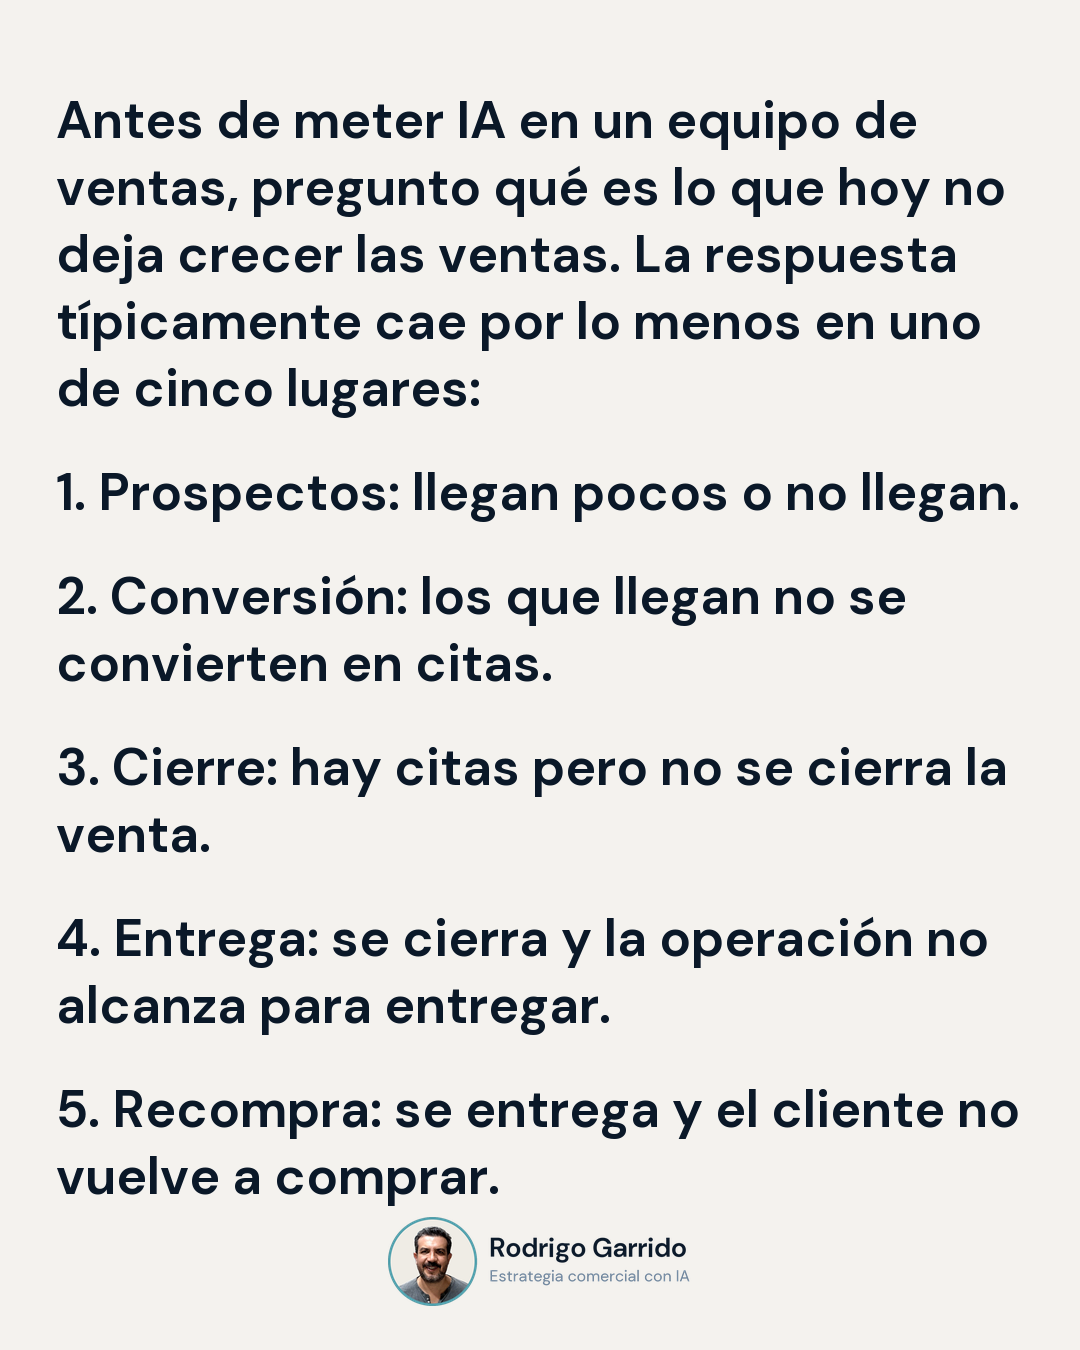 Antes de meter IA en un equipo de
ventas, pregunto qué es lo que hoy no
deja crecer las ventas. La respuesta
típicamente cae por lo menos en uno
de cinco lugares:
1. Prospectos: llegan pocos o no llegan.
2. Conversión: los que llegan no se
convierten en citas.
3. Cierre: hay citas pero no se cierra la
venta.
4. Entrega: se cierra y la operación no
alcanza para entregar.
5. Recompra: se entrega y el cliente no
vuelve a comprar.
Rodrigo Garrido
Estrategia comercial con IA